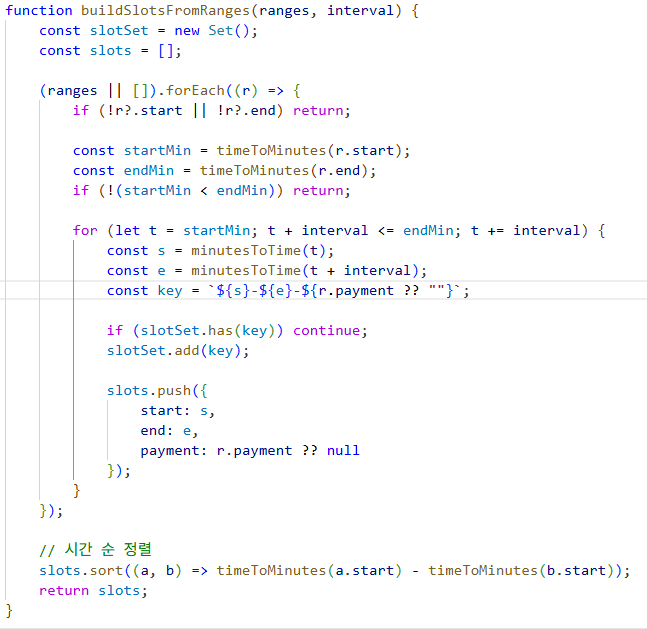 function buildSlotsFromRanges(ranges, interval) {
    const slotSet = new Set();
    const slots = [];

    (ranges || []).forEach((r) => {
        if (!r?.start || !r?.end) return;

        const startMin = timeToMinutes(r.start);
        const endMin = timeToMinutes(r.end);
        if (!(startMin < endMin)) return;

        for (let t = startMin; t + interval <= endMin; t += interval) {
            const s = minutesToTime(t);
            const e = minutesToTime(t + interval);
            const key = `${s}-${e}-${r.payment ?? ""}`;

            if (slotSet.has(key)) continue;
            slotSet.add(key);

            slots.push({
                start: s,
                end: e,
                payment: r.payment ?? null
            });
        }
    });

    // 시간 순 정렬
    slots.sort((a, b) => timeToMinutes(a.start) - timeToMinutes(b.start));
    return slots;
}